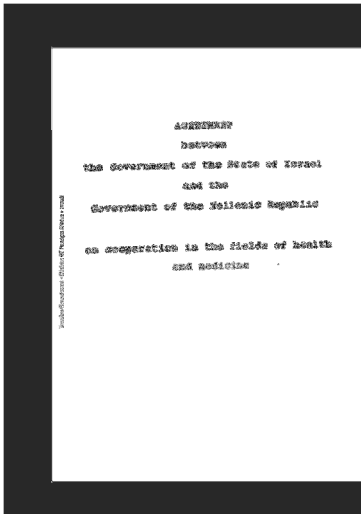 AGREEMENT
between
the Government of the State of Israel
and the
Government of the Hellenic Republic
on cooperation in the fields of health
and medicine